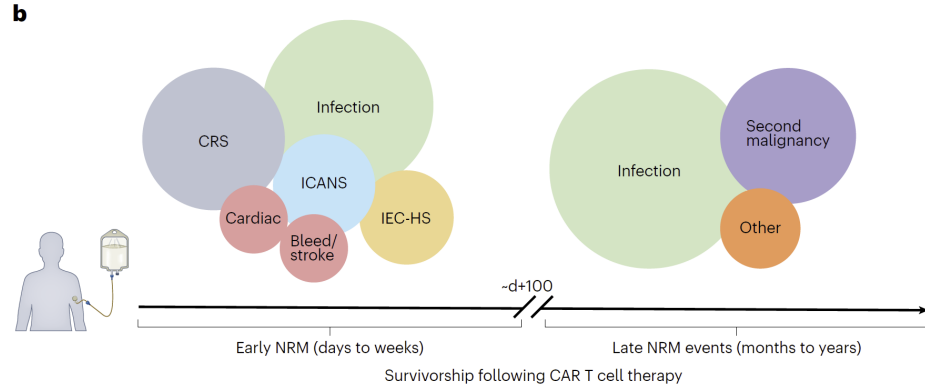 b
CRS
Infection
ICANS
Cardiac
Bleed/
stroke
IEC-HS
Infection
Second
malignancy
Other
~d+100
Early NRM (days to weeks)
Late NRM events (months to years)
Survivorship following CAR T cell therapy